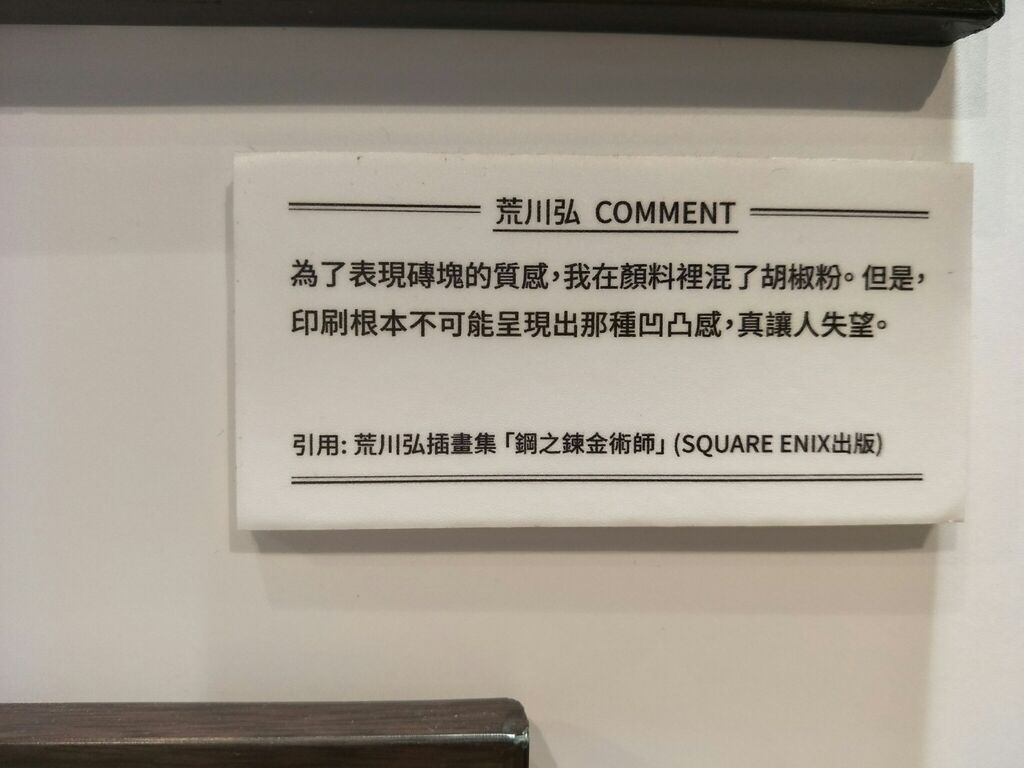 荒川弘 COMMENT
為了表現磚塊的質感，我在顏料裡混了胡椒粉。但是，
印刷根本不可能呈現出那種凹凸感，真讓人失望。
引用: 荒川弘插畫集「鋼之鍊金術師」(SQUARE ENIX出版)